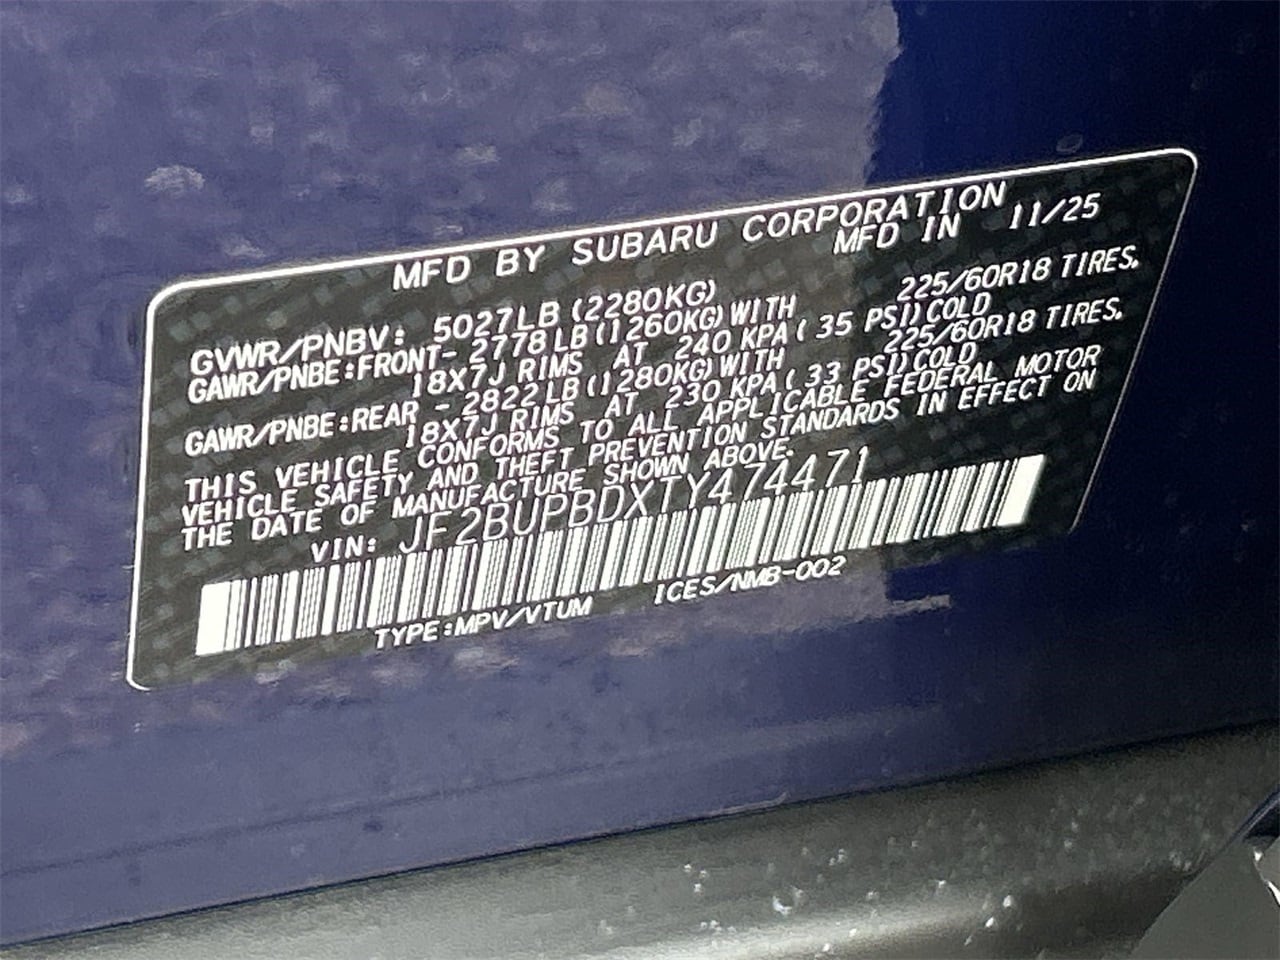 MFD BY SUBARU CORPORATION
MFD IN 11/25
GVWR/PNBV: 5027LB (2280KG)
GAWR/PNBE:FRONT- 2778LB(1260KG)WITH 225/60R18 TIRES.
18X7J RIMS AT 240 KPA( 35 PSI)COLD
GAWR/PNBE:REAR - 2822LB(1280KG)WITH 225/60R18 TIRES.
18X7J RIMS AT 230 KPA( 33 PSI)COLD
THIS VEHICLE CONFORMS TO ALL APPLICABLE FEDERAL MOTOR
VEHICLE SAFETY AND THEFT PREVENTION STANDARDS IN EFFECT ON
THE DATE OF MANUFACTURE SHOWN ABOVE.
VIN: JF2BUPBDXTY474471
TYPE:MPV/VTUM ICES/NMB-002